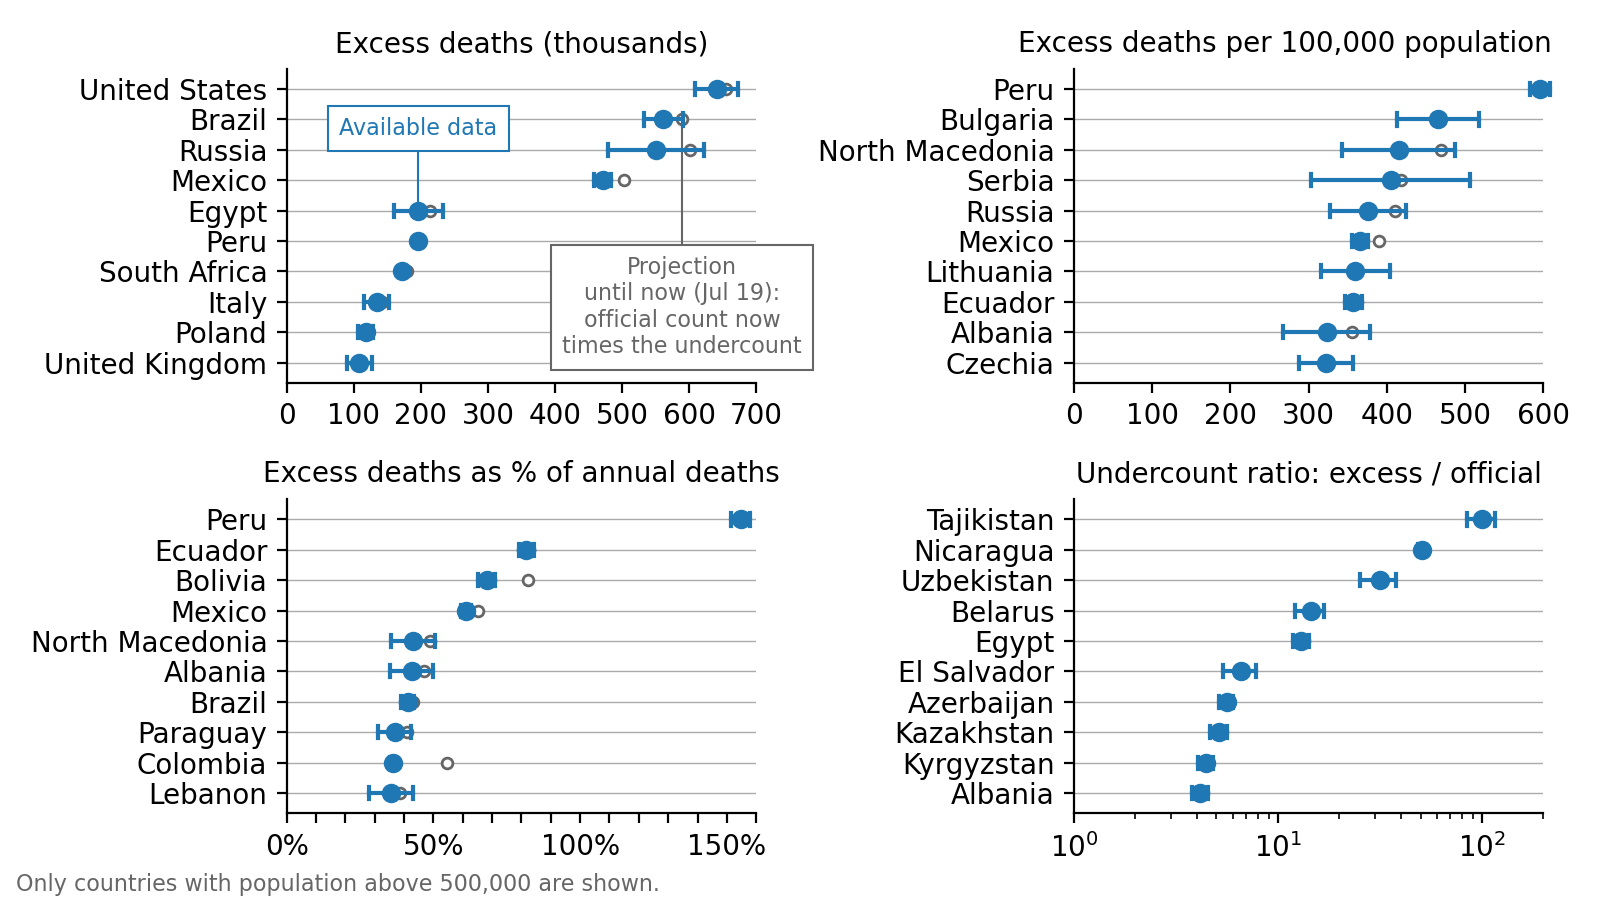 Excess deaths (thousands)
United States
Brazil
Russia
Mexico
Egypt
Peru
South Africa
Italy
Poland
United Kingdom
Available data
Projection
until now (Jul 19):
official count now
times the undercount
0 100 200 300 400 500 600 700
Excess deaths per 100,000 population
Peru
Bulgaria
North Macedonia
Serbia
Russia
Mexico
Lithuania
Ecuador
Albania
Czechia
0 100 200 300 400 500 600
Excess deaths as % of annual deaths
Peru
Ecuador
Bolivia
Mexico
North Macedonia
Albania
Brazil
Paraguay
Colombia
Lebanon
0% 50% 100% 150%
Undercount ratio: excess / official
Tajikistan
Nicaragua
Uzbekistan
Belarus
Egypt
El Salvador
Azerbaijan
Kazakhstan
Kyrgyzstan
Albania
10⁰ 10¹ 10²
Only countries with population above 500,000 are shown.